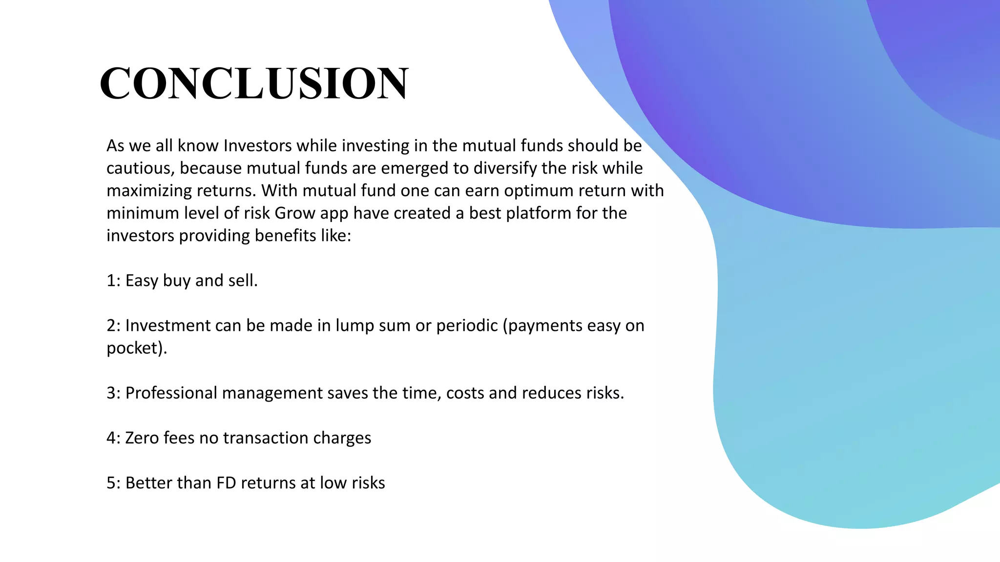 CONCLUSION
As we all know Investors while investing in the mutual funds should be
cautious, because mutual funds are emerged to diversify the risk while
maximizing returns. With mutual fund one can earn optimum return with
minimum level of risk Grow app have created a best platform for the
investors providing benefits like:
1: Easy buy and sell.
2: Investment can be made in lump sum or periodic (payments easy on
pocket).
3: Professional management saves the time, costs and reduces risks.
4: Zero fees no transaction charges
5: Better than FD returns at low risks